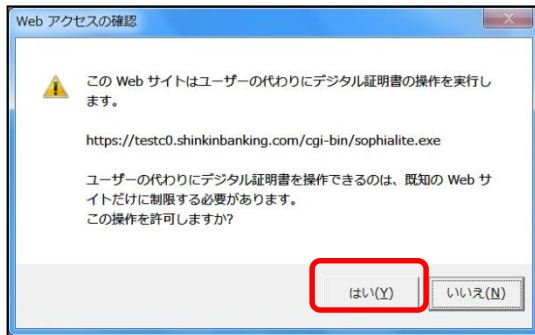 Web アクセスの確認
この Web サイトはユーザーの代わりにデジタル証明書の操作を実行し
ます。
https://testc0.shinkinbanking.com/cgi-bin/sophialite.exe
ユーザーの代わりにデジタル証明書を操作できるのは、既知の Web サ
イトだけに制限する必要があります。
この操作を許可しますか?
はい(Y) いいえ(N)